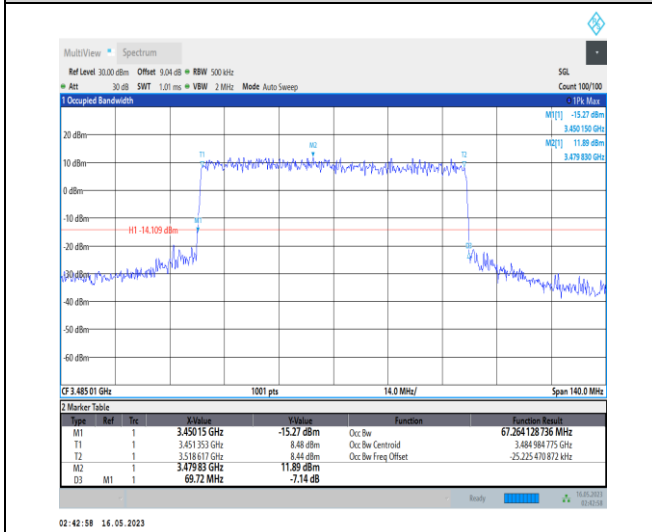 MultiView Spectrum
Ref Level 30.00 dBm Offset 9.04 dB RBW 500 kHz SGL
Att 30 dB SWT 1.01 ms VBW 2 MHz Mode Auto Sweep Count 100/100
1 Occupied Bandwidth 1Pk Max
M1[1] -15.27 dBm
3.450 150 GHz
M2[1] 11.89 dBm
3.479 830 GHz
20 dBm
M2
T1
10 dBm
0 dBm
-10 dBm
M1
H1 -14.109 dBm
-20 dBm
-30 dBm
-40 dBm
-50 dBm
-60 dBm
CF 3.485 01 GHz 1001 pts 14.0 MHz/ Span 140.0 MHz
2 Marker Table
Type Ref Trc X-Value Y-Value Function Function Result
M1 1 3.450 15 GHz -15.27 dBm Occ Bw 67.264 128 736 MHz
T1 1 3.451 353 GHz 8.48 dBm Occ Bw Centroid 3.484 984 775 GHz
T2 1 3.518 617 GHz 8.44 dBm Occ Bw Freq Offset -25.225 470 872 kHz
M2 1 3.479 83 GHz 11.89 dBm
D3 M1 1 69.72 MHz -7.14 dB
Ready 16.05.2023
02:42:58
02:42:58 16.05.2023